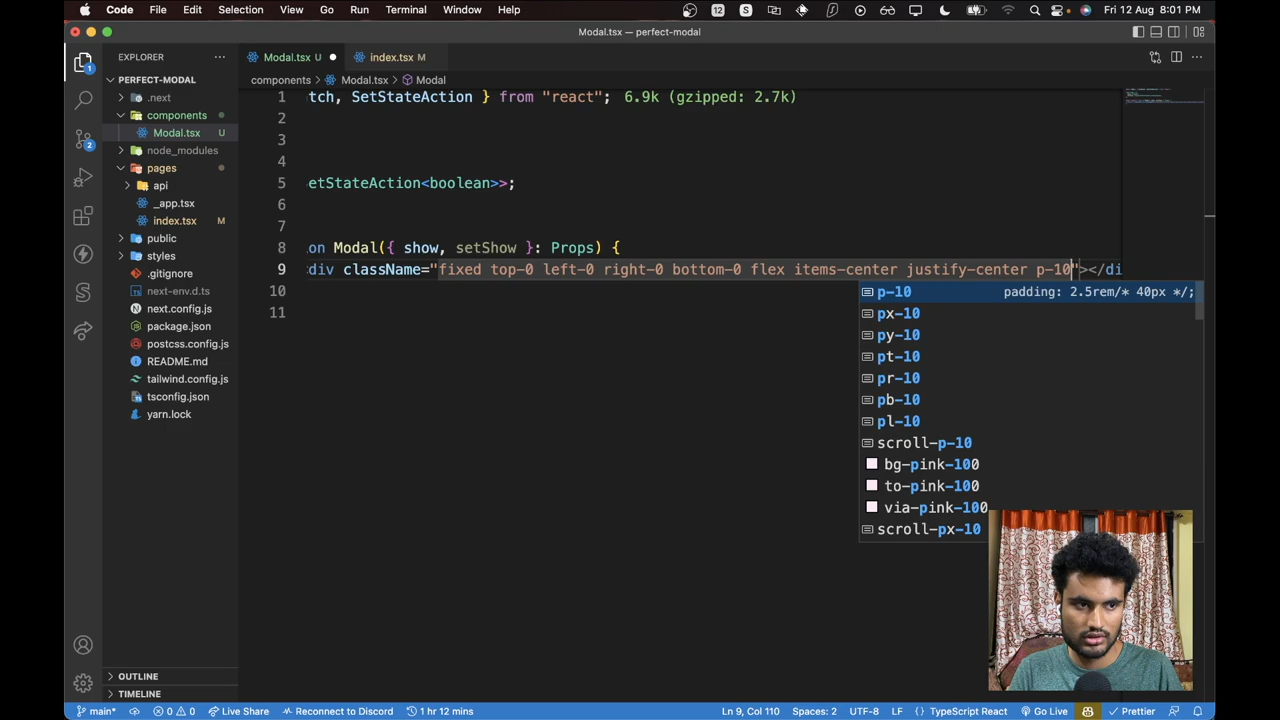 Code File Edit Selection View Go Run Terminal Window Help 12 S Fri 12 Aug 8:01 PM
Modal.tsx — perfect-modal
EXPLORER
Modal.tsx U
index.tsx M
PERFECT-MODAL
components > Modal.tsx > Modal
.next
components
Modal.tsx U
node_modules
pages
api
_app.tsx
index.tsx M
public
styles
.gitignore
next-env.d.ts
next.config.js
package.json
postcss.config.js
README.md
tailwind.config.js
tsconfig.json
yarn.lock
OUTLINE
TIMELINE
1
2
1 tch, SetStateAction } from "react"; 6.9k (gzipped: 2.7k)
2
3
4
5 etStateAction<boolean>>;
6
7
8 on Modal({ show, setShow }: Props) {
9 div className="fixed top-0 left-0 right-0 bottom-0 flex items-center justify-center p-10"></di
10
11
p-10 padding: 2.5rem/* 40px */;
px-10
py-10
pt-10
pr-10
pb-10
pl-10
scroll-p-10
bg-pink-100
to-pink-100
via-pink-100
scroll-px-10
main* 0 0 Live Share Reconnect to Discord 1 hr 12 mins Ln 9, Col 110 Spaces: 2 UTF-8 LF {} TypeScript React Go Live Prettier